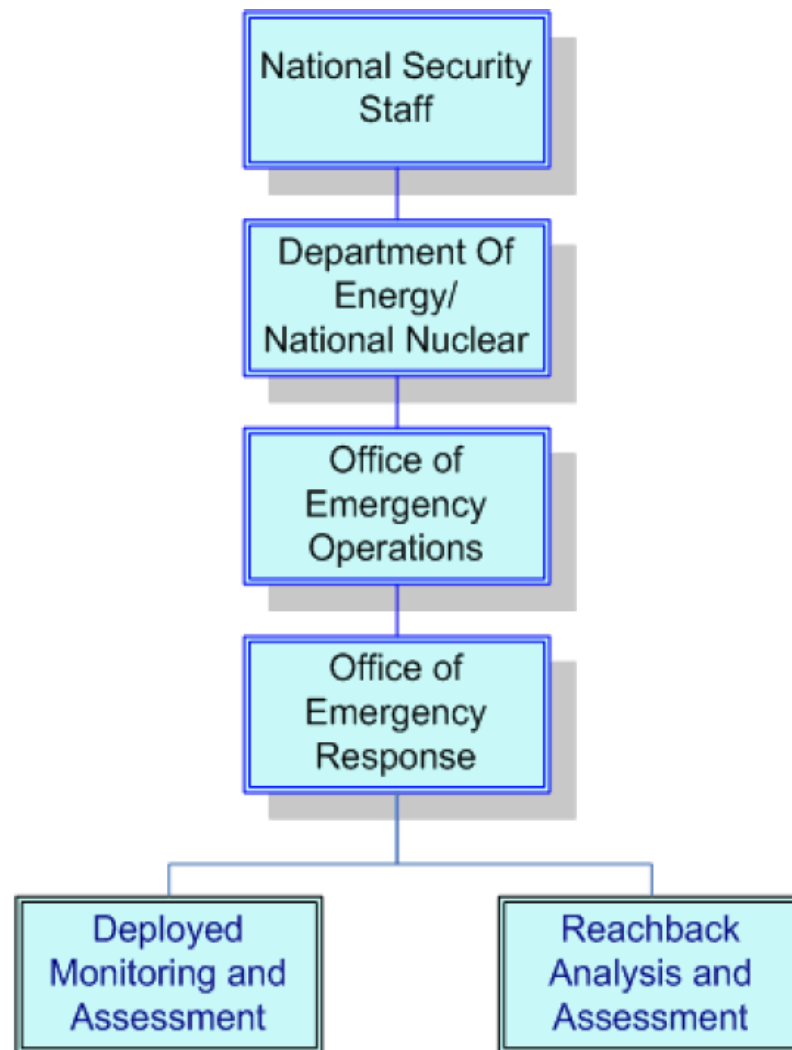 National Security
Staff
Department Of
Energy/
National Nuclear
Office of
Emergency
Operations
Office of
Emergency
Response
Deployed
Monitoring and
Assessment
Reachback
Analysis and
Assessment